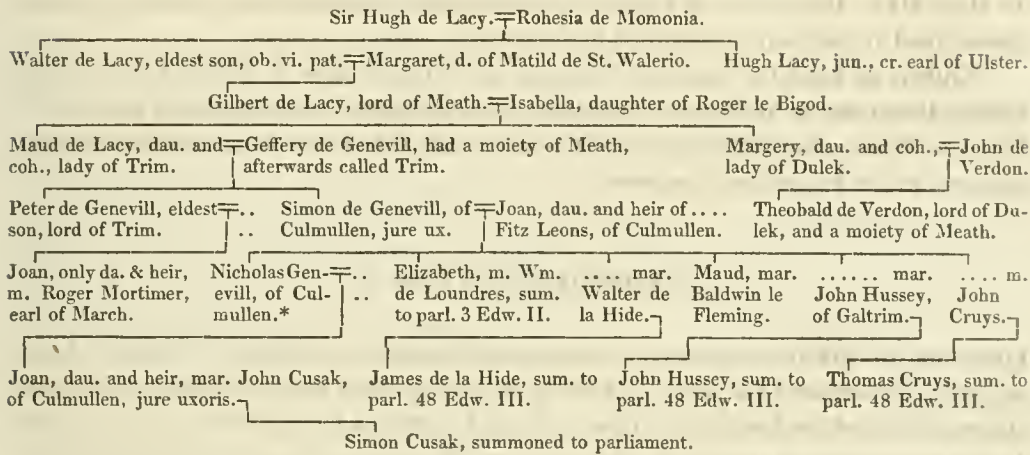 Sir Hugh de Lacy.=Rohesia de Momonia.
Walter de Lacy, eldest son, ob. vi. pat.=Margaret, d. of Matild de St. Walerio. Hugh Lacy, jun., cr. earl of Ulster.
Gilbert de Lacy, lord of Meath.=Isabella, daughter of Roger le Bigod.
Maud de Lacy, dau. and=Geffery de Genevill, had a moiety of Meath, Margery, dau. and coh.,=John de
coh., lady of Trim. afterwards called Trim. lady of Dulek. Verdon.
Peter de Genevill, eldest=.. Simon de Genevill, of=Joan, dau. and heir of.... Theobald de Verdon, lord of Du-
son, lord of Trim. .. Culmullen, jure ux. Fitz Leons, of Culmullen. lek, and a moiety of Meath.
Joan, only da. & heir, Nicholas Gen-=.. Elizabeth, m. Wm. .... mar. Maud, mar. ...... mar. .... m.
m. Roger Mortimer, evill, of Cul- .. de Loundres, sum. Walter de Baldwin le John Hussey, John
earl of March. mullen.* to parl. 3 Edw. II. la Hide. Fleming. of Galtrim. Cruys.
Joan, dau. and heir, mar. John Cusak, James de la Hide, sum. to John Hussey, sum. to Thomas Cruys, sum. to
of Culmullen, jure uxoris. parl. 48 Edw. III. parl. 48 Edw. III. parl. 48 Edw. III.
Simon Cusak, summoned to parliament.